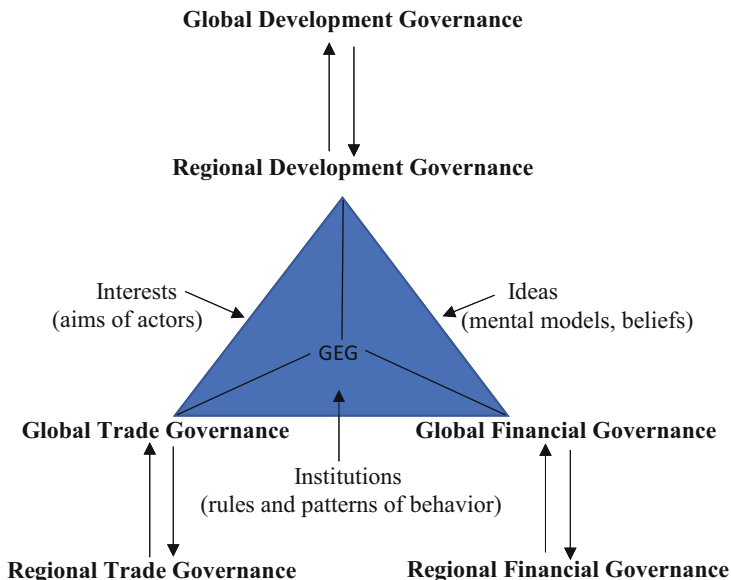 Global Development Governance
Regional Development Governance
Interests
(aims of actors)
Ideas
(mental models, beliefs)
GEG
Global Trade Governance
Global Financial Governance
Institutions
(rules and patterns of behavior)
Regional Trade Governance
Regional Financial Governance